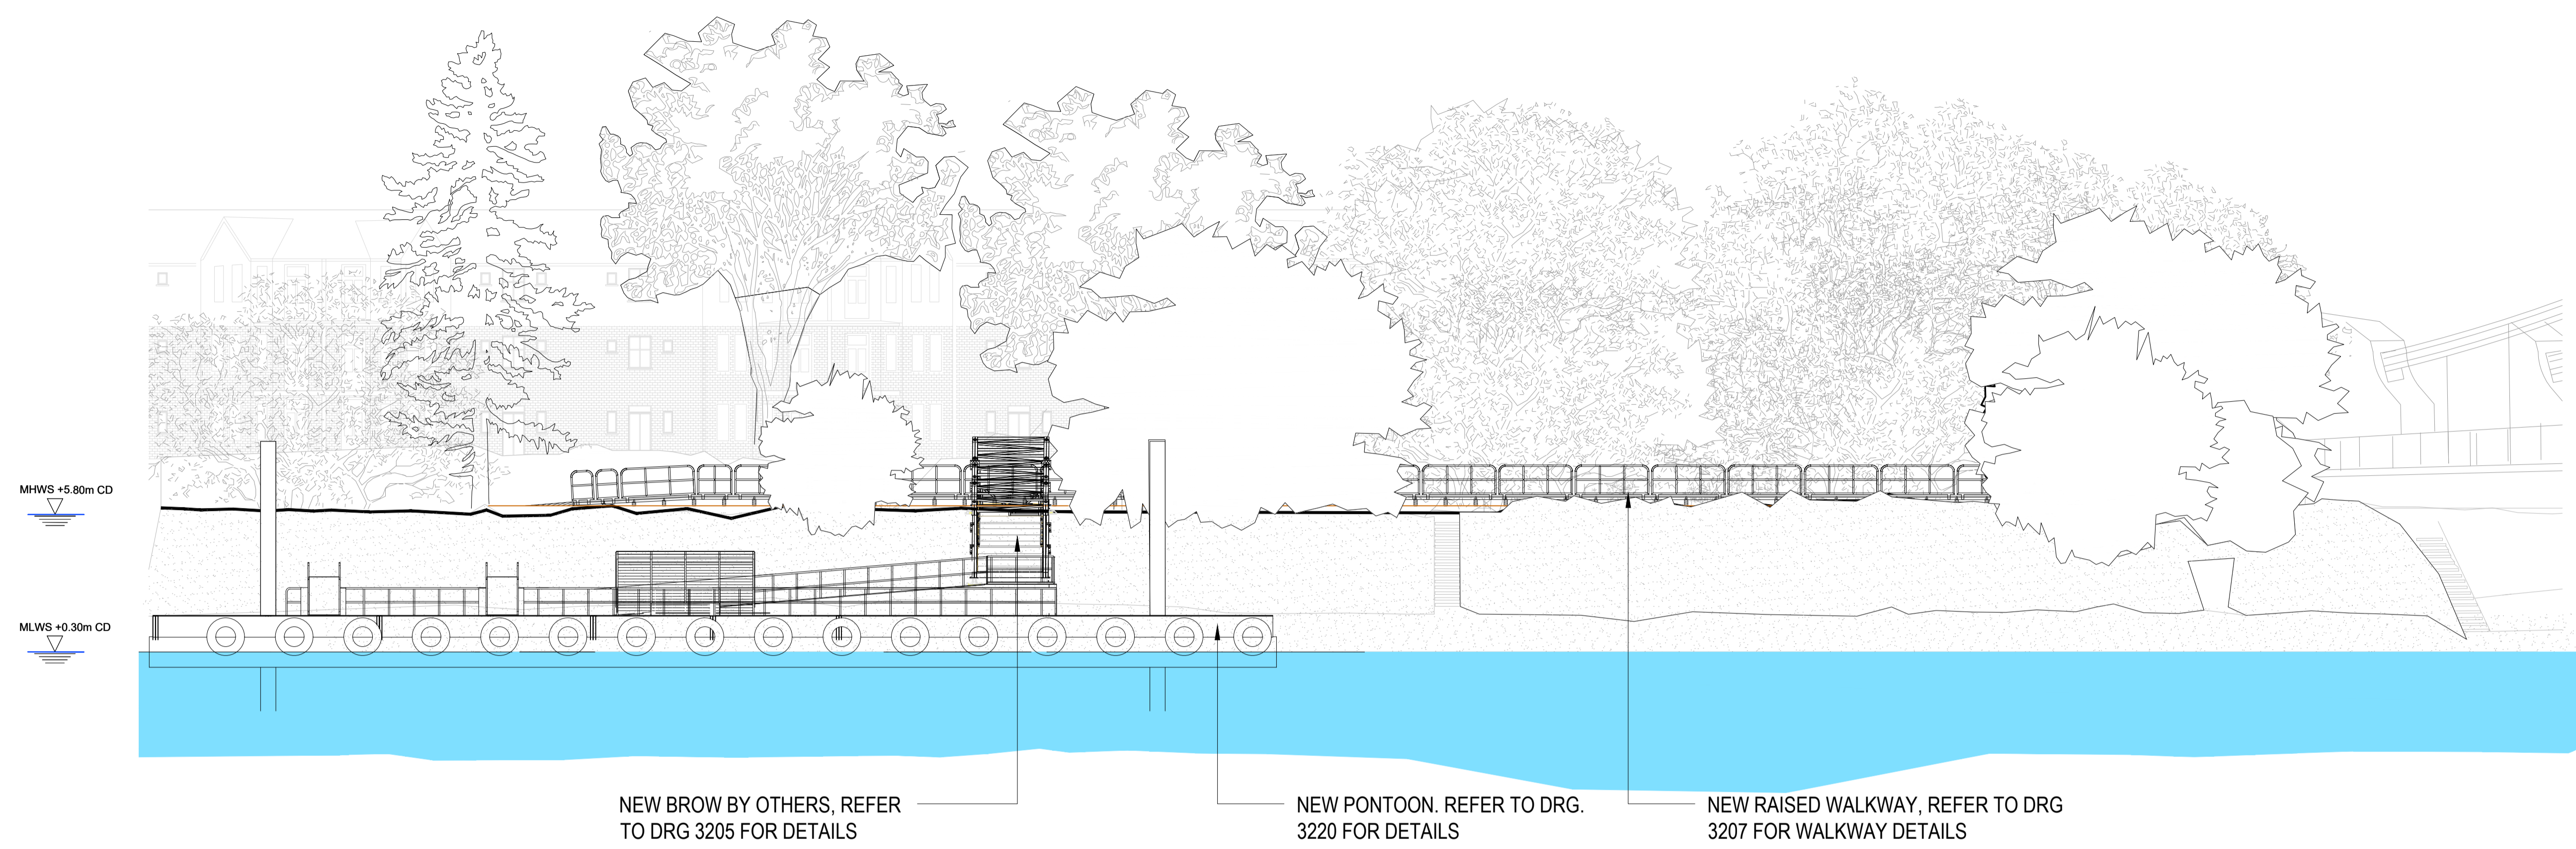 MHWS +5.80m CD
MLWS +0.30m CD
NEW BROW BY OTHERS, REFER
TO DRG 3205 FOR DETAILS
NEW PONTOON. REFER TO DRG.
3220 FOR DETAILS
NEW RAISED WALKWAY, REFER TO DRG
3207 FOR WALKWAY DETAILS